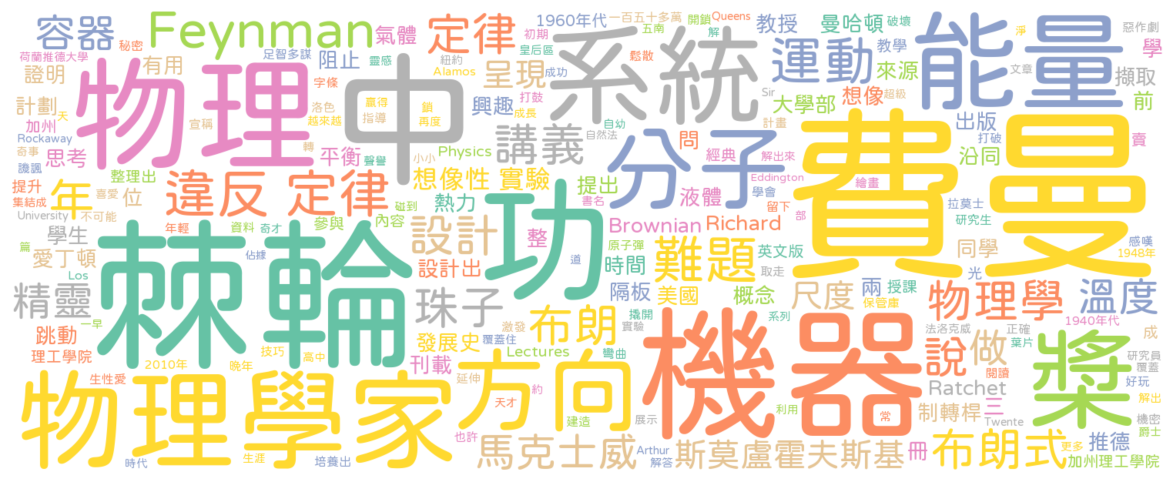 容器
Feynman
氣體
定律
1960年代
一百五十多萬
開鎖
Queens
教授
曼哈頓
破壞
解
淨
惡作劇
能量
荷蘭推德大學
秘密
足智多謀
靈感
阻止
皇后區
初期
紐約
成功
五南
鬆散
系統
運動
教學
文章
學
證明
有用
物理
中
呈現
Alamos
字條
打鼓
Sir
超級
來源
擷取
計劃
天
宣稱
洛色
贏得
鎖
越來越
指導
再度
興趣
成長
大學部
想像
前
加州
Rockaway
奇事
轉
聲譽
自幼
計畫
自然法
打破
出版
賣
譏諷
思考
平衡
小小
Physics
講義
分子
問
經典
解出來
沿同
費曼
提升
集結成
整理出
喜愛
年
位
違反 定律
想像性 實驗
書名
提出
液體
學會
Eddington
繪畫
留下
拉莫士
University
不可能
年輕
資料
奇才
參與
碰到
內容
熱力
功
Brownian
Richard
部
研究生
感嘆
1948年
篇
學生
佔據
棘輪
設計
原子彈
整
道
難題
英文版
同學
光
愛丁頓
Los
設計出
時間
取走
隔板
美國
概念
兩
授課
尺度
保管庫
物理學
溫度
精靈
一早
珠子
撬開
布朗
系列
實驗
激發
跳動
發展史
覆蓋住
法洛克威
正確
葉片
1940年代
成
理工學院
2010年
技巧
高中
晚年
刊載
Lectures
彎曲
機器
說
做
閱讀
槳
研究員
覆蓋
好玩
解出
生性愛
物理學家
延伸
約
天才
方向
建造
展示
利用
常
Ratchet
制轉桿
三
Twente
機密
爵士
時代
生涯
培養出
也許
馬克士威
Arthur
解答
斯莫盧霍夫斯基
冊
布朗式
推德
更多
加州理工學院